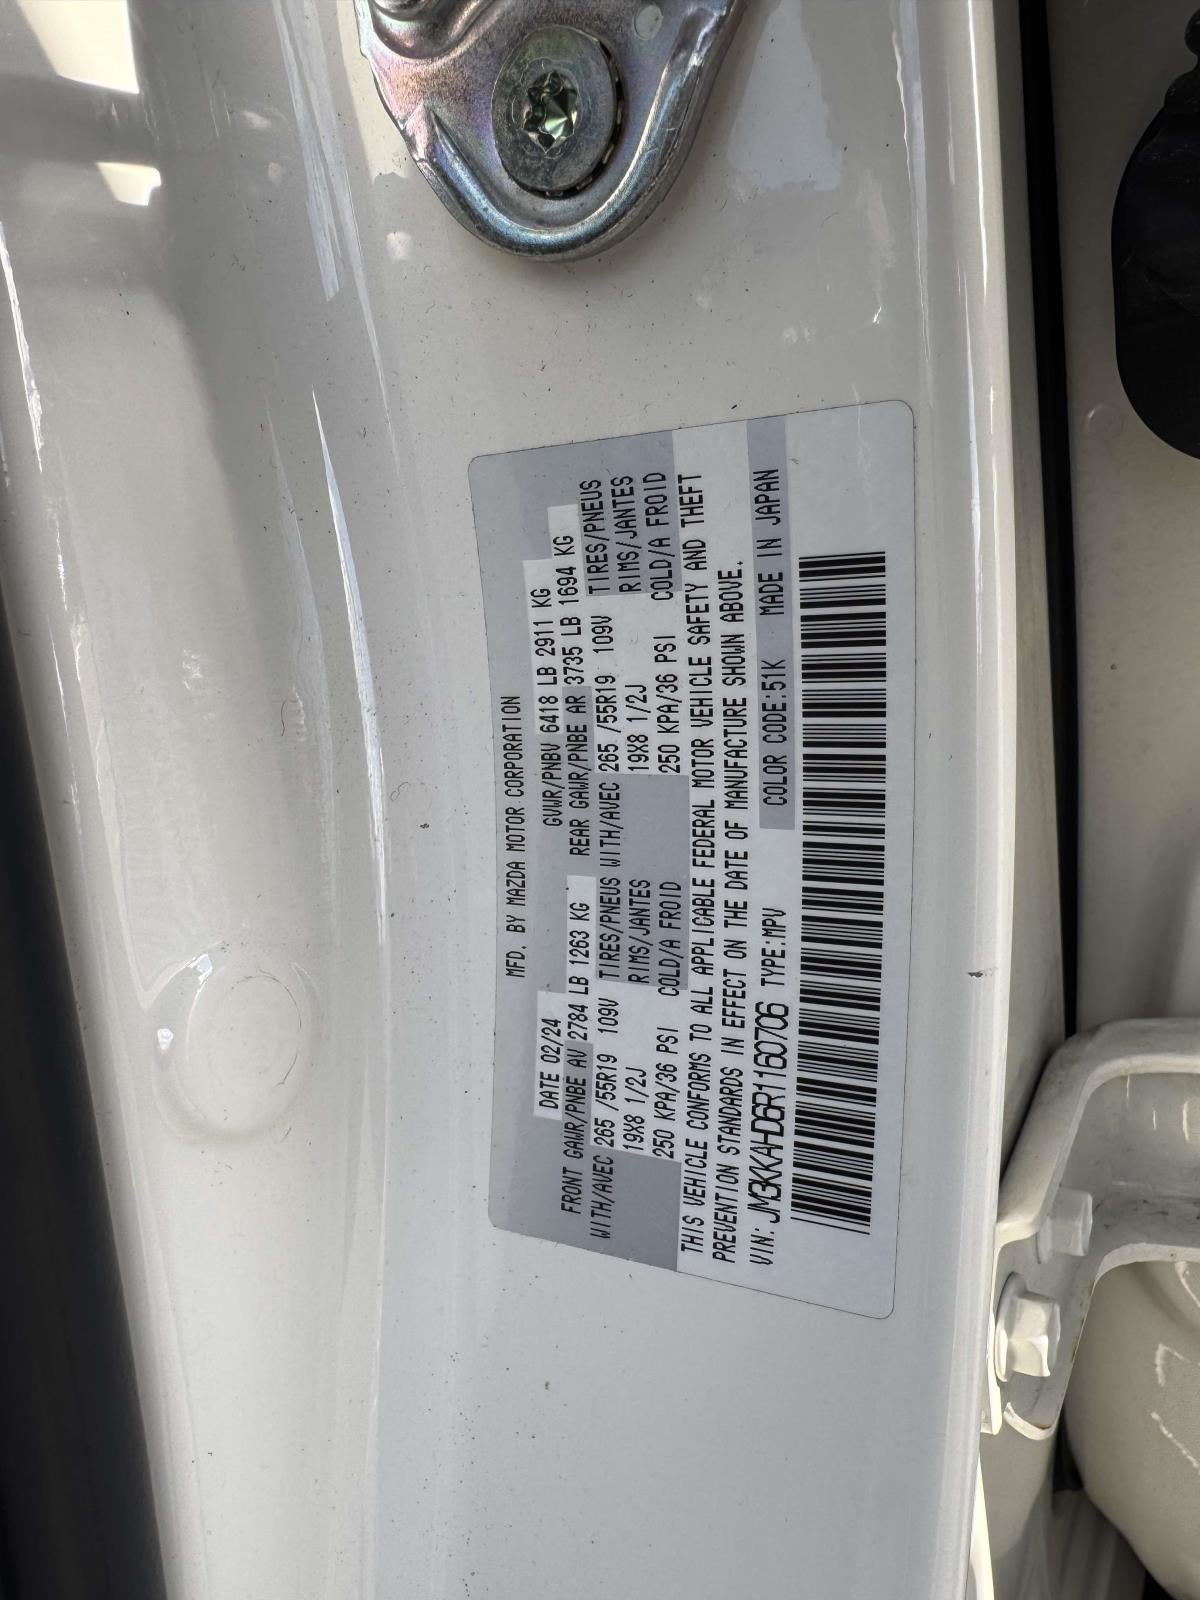 MFD. BY MAZDA MOTOR CORPORATION
DATE 02/24 GVWR/PNBV 6418 LB 2911 KG
FRONT GAWR/PNBE AV 2784 LB 1263 KG REAR GAWR/PNBE AR 3735 LB 1694 KG
WITH/AVEC 265 /55R19 109V TIRES/PNEUS WITH/AVEC 265 /55R19 109V TIRES/PNEUS
19X8 1/2J RIMS/JANTES 19X8 1/2J RIMS/JANTES
250 KPA/36 PSI COLD/A FROID 250 KPA/36 PSI COLD/A FROID
THIS VEHICLE CONFORMS TO ALL APPLICABLE FEDERAL MOTOR VEHICLE SAFETY AND THEFT
PREVENTION STANDARDS IN EFFECT ON THE DATE OF MANUFACTURE SHOWN ABOVE.
VIN: JM3KKAHD6R1160706 TYPE:MPV COLOR CODE:51K MADE IN JAPAN